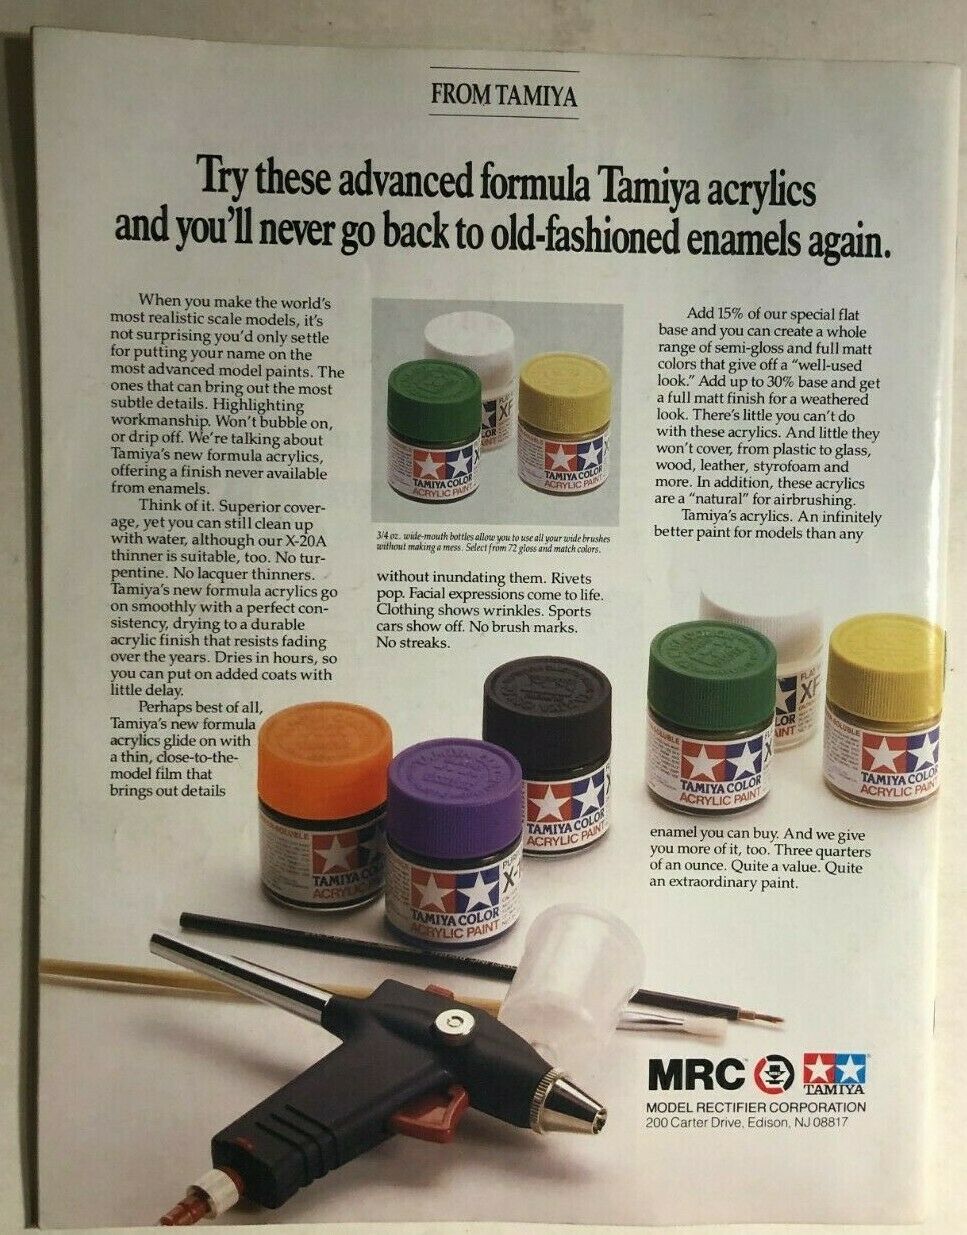 FROM TAMIYA
Try these advanced formula Tamiya acrylics
and you'll never go back to old-fashioned enamels again.
When you make the world's
most realistic scale models, it's
not surprising you'd only settle
for putting your name on the
most advanced model paints. The
ones that can bring out the most
subtle details. Highlighting
workmanship. Won't bubble on,
or drip off. We're talking about
Tamiya's new formula acrylics,
offering a finish never available
from enamels.
Think of it. Superior cover-
age, yet you can still clean up
with water, although our X-20A
thinner is suitable, too. No tur-
pentine. No lacquer thinners.
Tamiya's new formula acrylics go
on smoothly with a perfect con-
sistency, drying to a durable
acrylic finish that resists fading
over the years. Dries in hours, so
you can put on added coats with
little delay.
Perhaps best of all,
Tamiya's new formula
acrylics glide on with
a thin, close-to-the-
model film that
brings out details
TAMIYA COLOR
ACRYLIC PAINT
TAMIYA COLOR
ACRYLIC PAINT
3/4 oz. wide-mouth bottles allow you to use all your wide brushes
without making a mess. Select from 72 gloss and match colors.
without inundating them. Rivets
pop. Facial expressions come to life.
Clothing shows wrinkles. Sports
cars show off. No brush marks.
No streaks.
Add 15% of our special flat
base and you can create a whole
range of semi-gloss and full matt
colors that give off a "well-used
look." Add up to 30% base and get
a full matt finish for a weathered
look. There's little you can't do
with these acrylics. And little they
won't cover, from plastic to glass,
wood, leather, styrofoam and
more. In addition, these acrylics
are a "natural" for airbrushing.
Tamiya's acrylics. An infinitely
better paint for models than any
TAMIYA COLOR
ACRYLIC PAINT
TAMIYA COLOR
ACRYLIC PAINT
TAMIYA COLOR
ACRYLIC PAINT
TAMIYA COLOR
ACRYLIC PAINT
TAMIYA COLOR
ACRYLIC PAINT
enamel you can buy. And we give
you more of it, too. Three quarters
of an ounce. Quite a value. Quite
an extraordinary paint.
MRC
TAMIYA
MODEL RECTIFIER CORPORATION
200 Carter Drive, Edison, NJ 08817